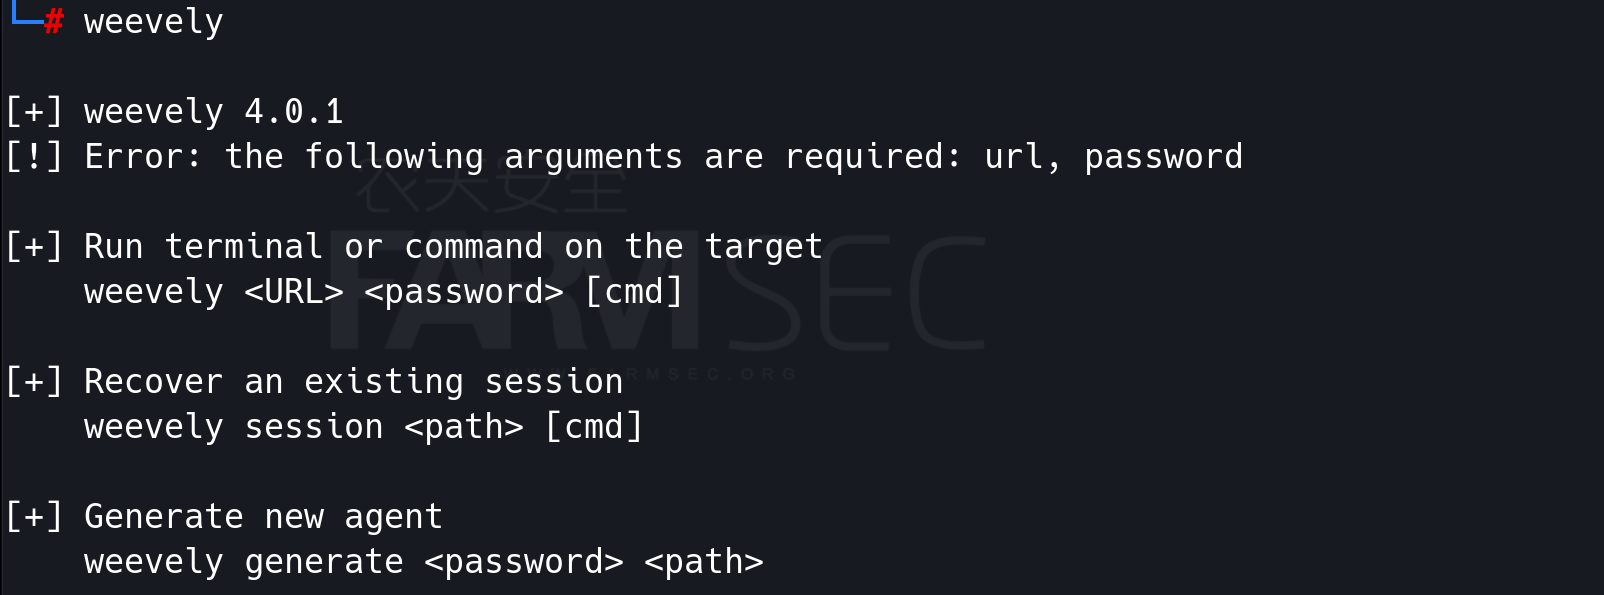 # weevely
[+] weevely 4.0.1
[!] Error: the following arguments are required: url, password
农夫安全
[+] Run terminal or command on the target
FARMSEC
weevely <URL> <password> [cmd]
[+] Recover an existing session
weevely session <path> [cmd]
[+] Generate new agent
weevely generate <password> <path>